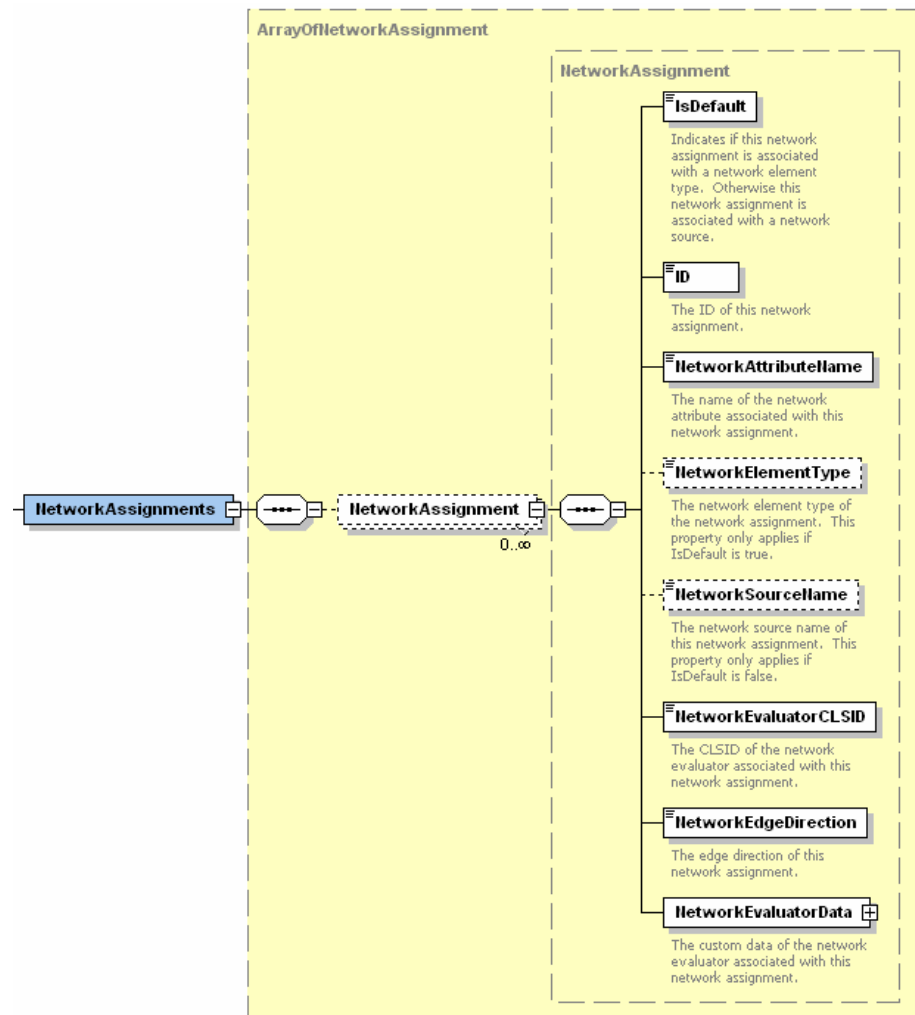 ArrayOfNetworkAssignment
NetworkAssignment
IsDefault
Indicates if this network
assignment is associated
with a network element
type.  Otherwise this
network assignment is
associated with a network
source.
ID
The ID of this network
assignment.
NetworkAttributeName
The name of the network
attribute associated with this
network assignment.
NetworkElementType
The network element type of
the network assignment.  This
property only applies if
IsDefault is true.
NetworkAssignments
NetworkAssignment
0..∞
NetworkSourceName
The network source name of
this network assignment.  This
property only applies if
IsDefault is false.
NetworkEvaluatorCLSID
The CLSID of the network
evaluator associated with this
network assignment.
NetworkEdgeDirection
The edge direction of this
network assignment.
NetworkEvaluatorData
The custom data of the network
evaluator associated with this
network assignment.